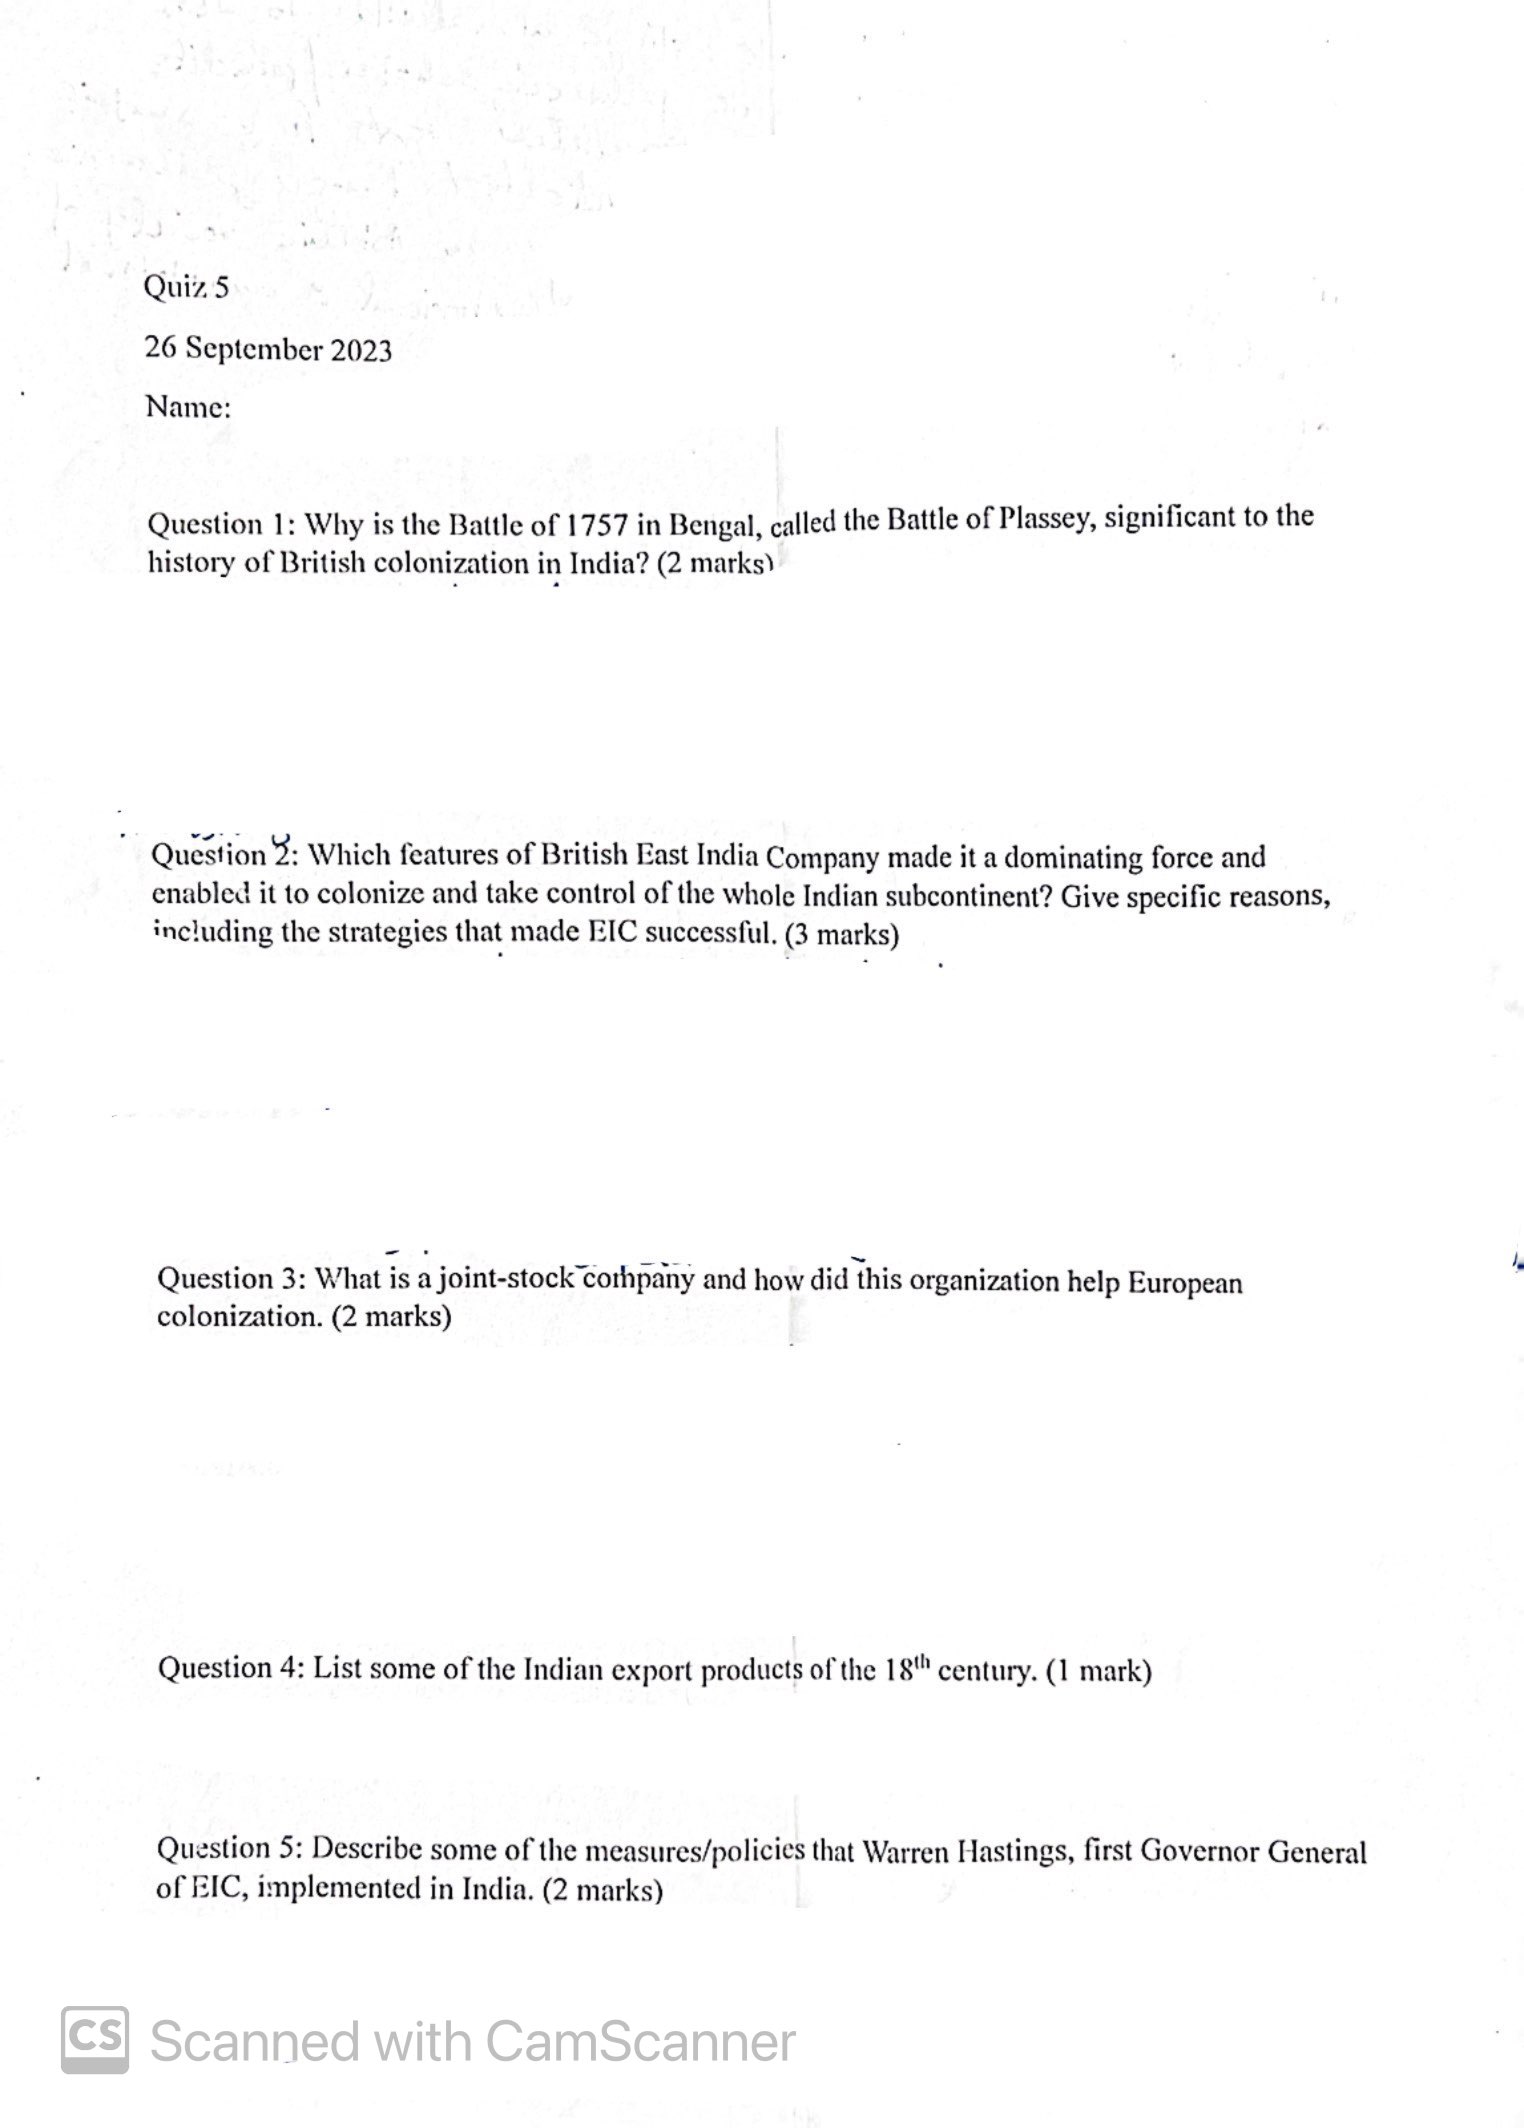 Quiz 5
26 September 2023
Name:
Question 1: Why is the Battle of 1757 in Bengal, called the Battle of Plassey, significant to the
history of British colonization in India? (2 marks)
Question 2: Which features of British East India Company made it a dominating force and
enabled it to colonize and take control of the whole Indian subcontinent? Give specific reasons,
including the strategies that made EIC successful. (3 marks)
Question 3: What is a joint-stock company and how did this organization help European
colonization. (2 marks)
Question 4: List some of the Indian export products of the 18th century. (1 mark)
Question 5: Describe some of the measures/policies that Warren Hastings, first Governor General
of EIC, implemented in India. (2 marks)
CS Scanned with CamScanner